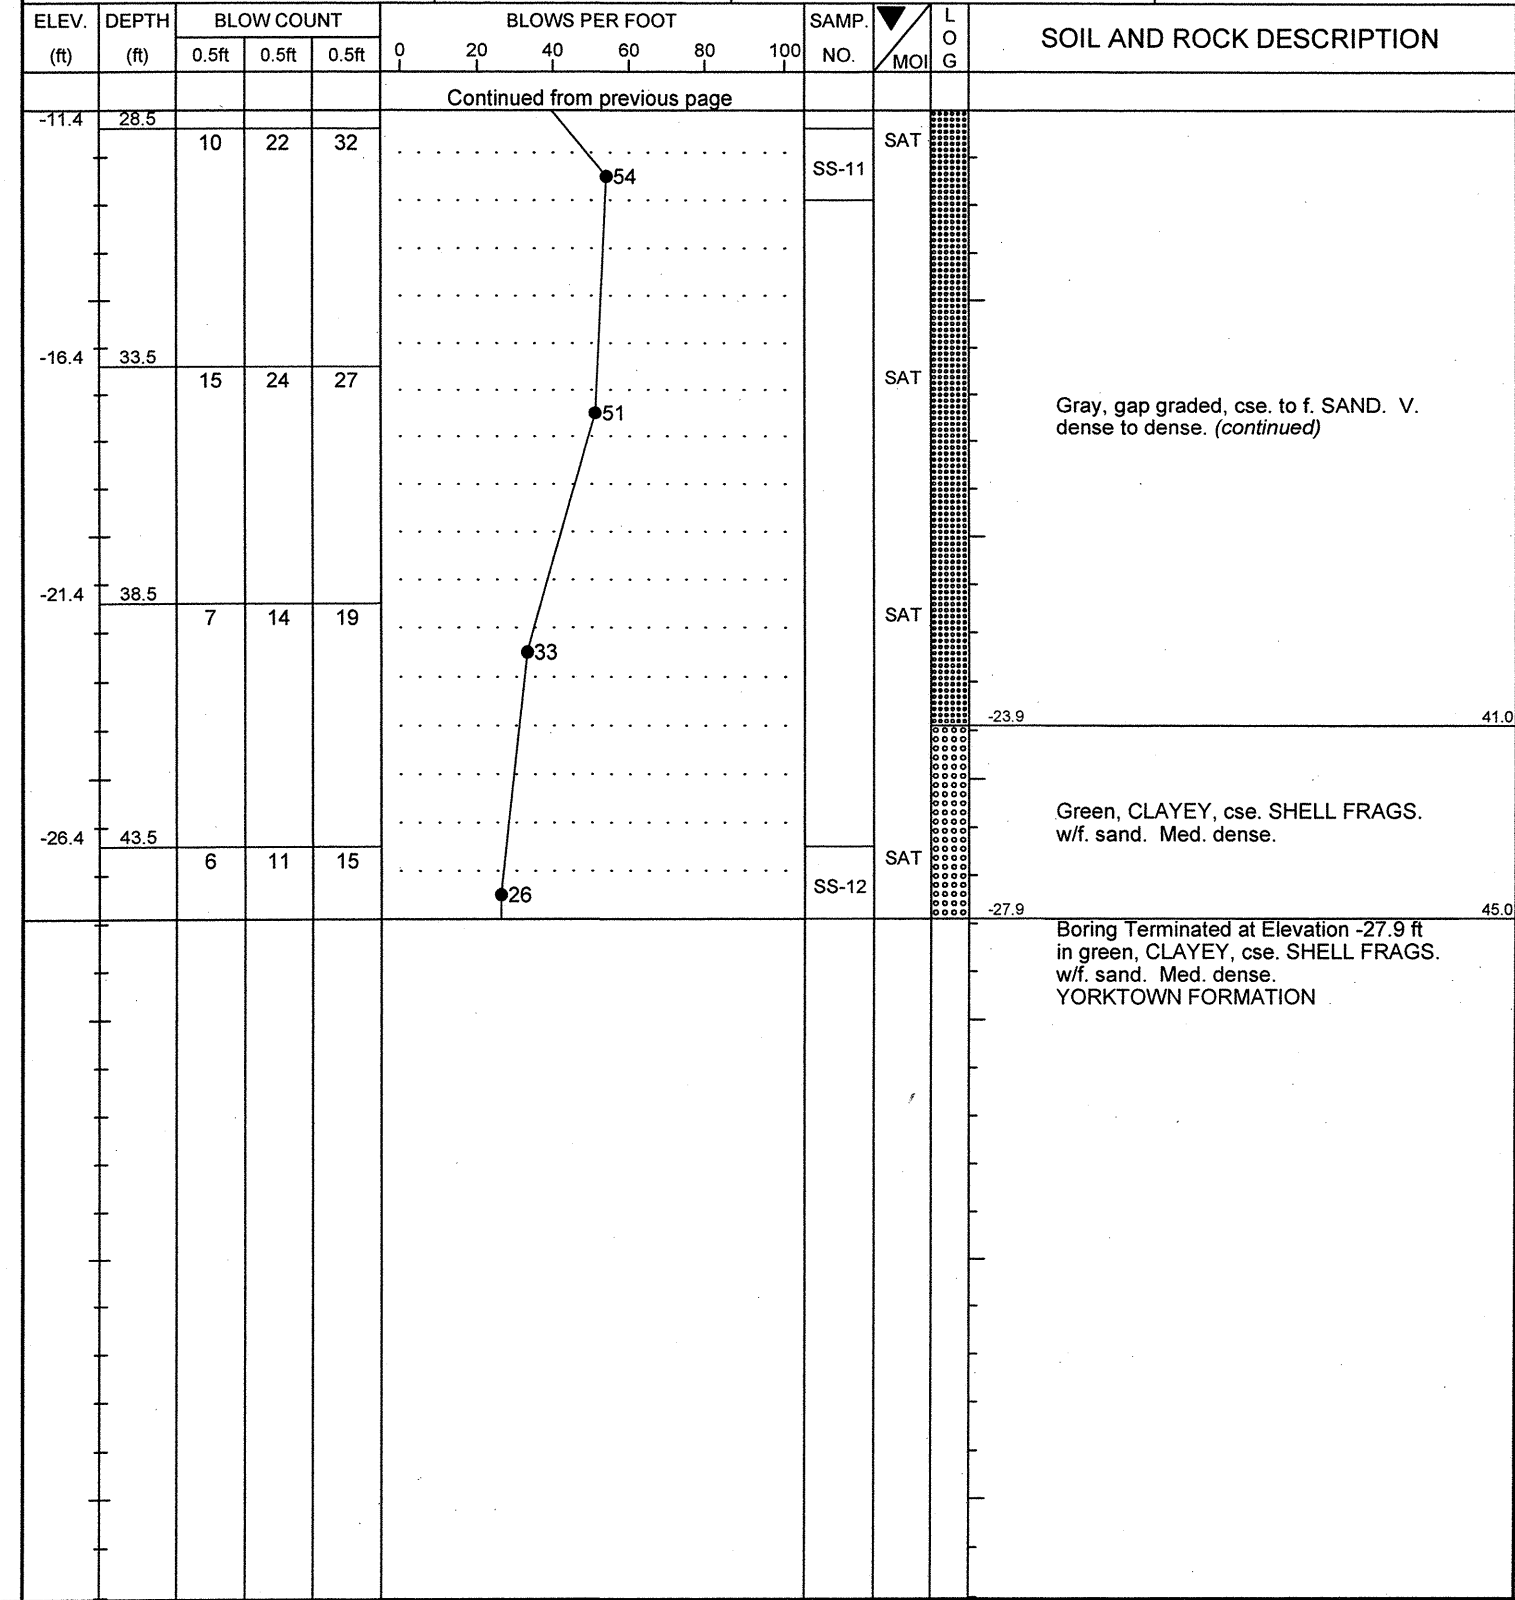 ELEV. DEPTH BLOW COUNT BLOWS PER FOOT SAMP. L
O
G
SOIL AND ROCK DESCRIPTION
(ft) (ft) 0.5ft 0.5ft 0.5ft 0 20 40 60 80 100 NO. MOI
Continued from previous page
-11.4 28.5
10 22 32 SAT
SS-11
54
-16.4 33.5
15 24 27 SAT
51
Gray, gap graded, cse. to f. SAND. V.
dense to dense. (continued)
-21.4 38.5
7 14 19 SAT
33
-23.9 41.0
Green, CLAYEY, cse. SHELL FRAGS.
w/f. sand. Med. dense.
-26.4 43.5
6 11 15 SAT
SS-12
26
-27.9 45.0
Boring Terminated at Elevation -27.9 ft
in green, CLAYEY, cse. SHELL FRAGS.
w/f. sand. Med. dense.
YORKTOWN FORMATION